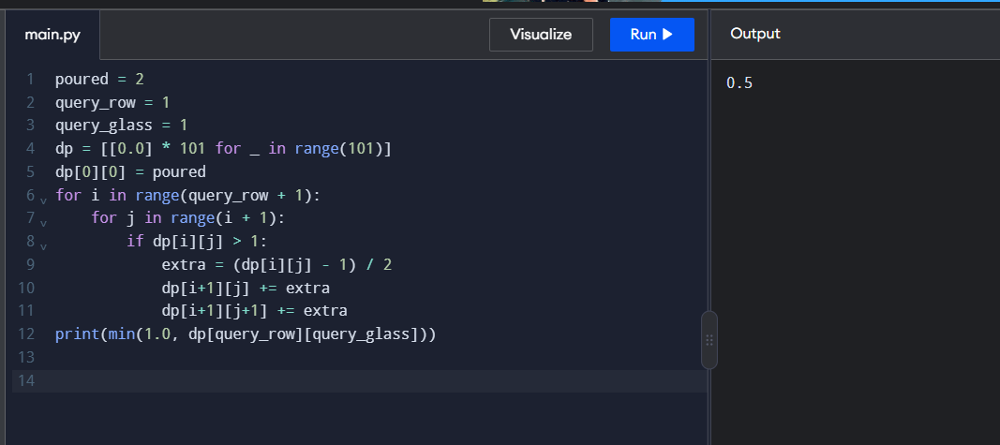 main.py
Visualize
Run
Output
1 poured = 2
2 query_row = 1
3 query_glass = 1
4 dp = [[0.0] * 101 for _ in range(101)]
5 dp[0][0] = poured
6 for i in range(query_row + 1):
7     for j in range(i + 1):
8         if dp[i][j] > 1:
9             extra = (dp[i][j] - 1) / 2
10             dp[i+1][j] += extra
11             dp[i+1][j+1] += extra
12 print(min(1.0, dp[query_row][query_glass]))
13
14
0.5